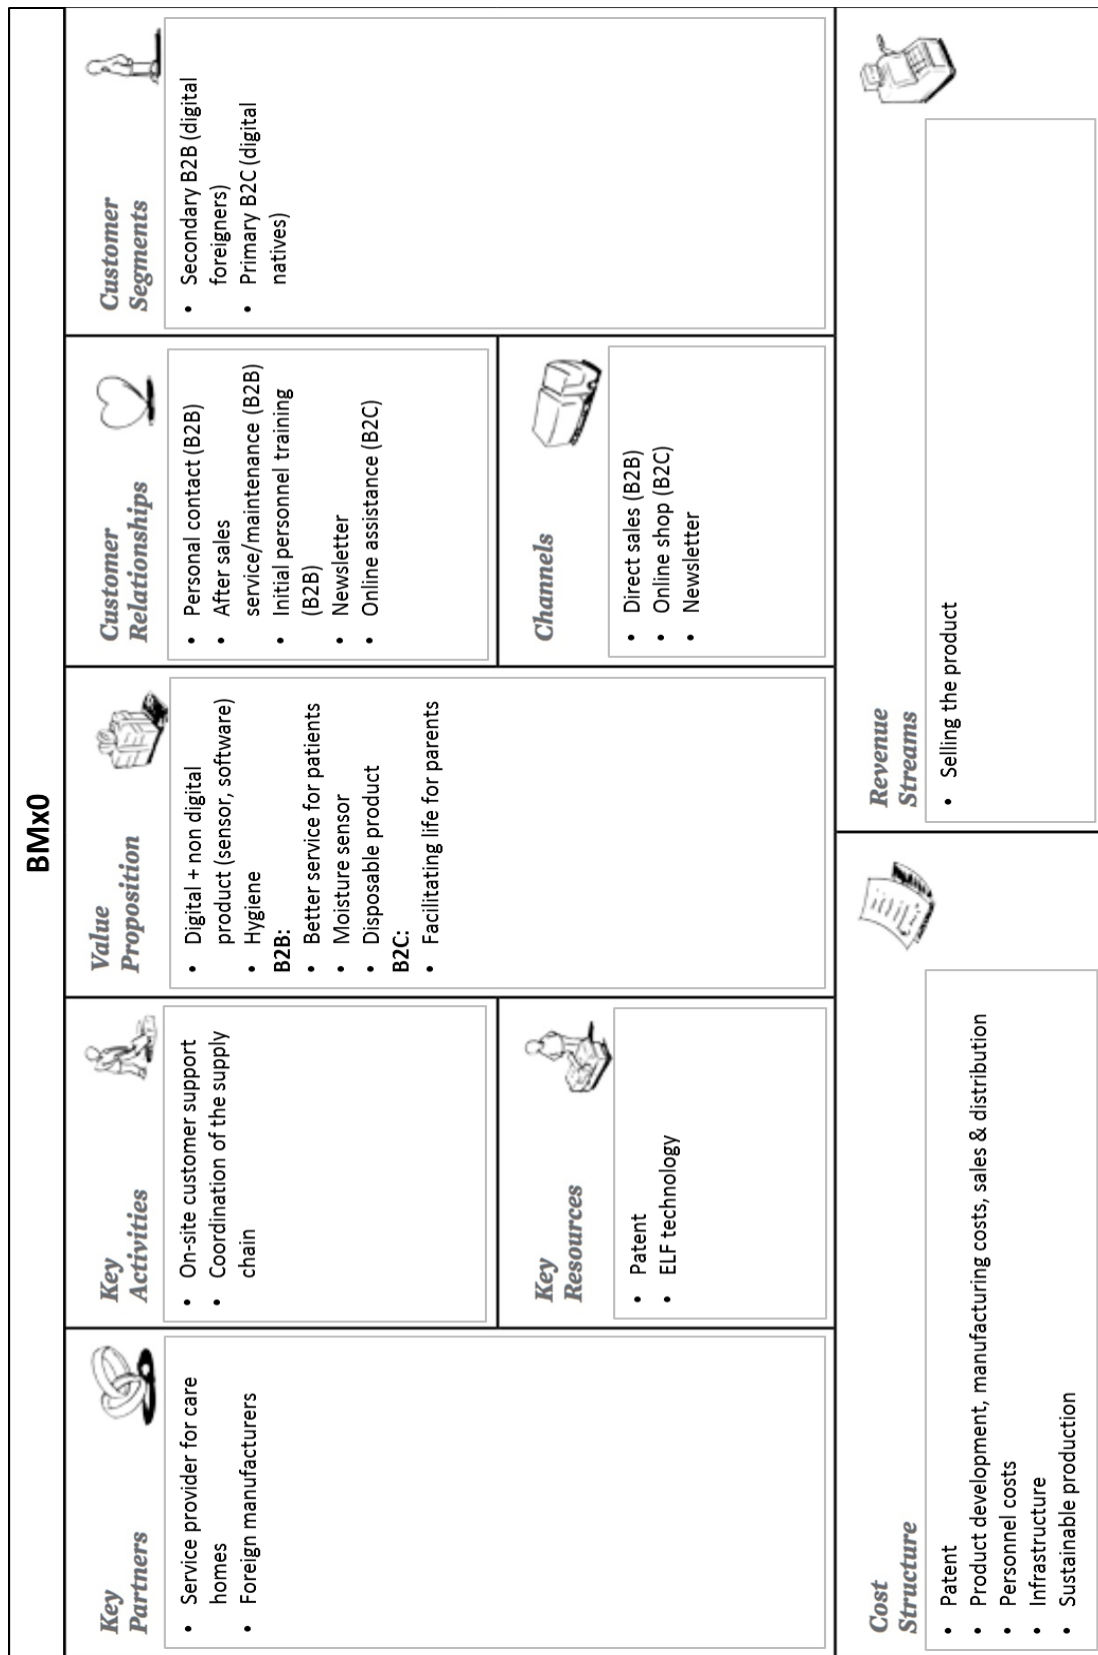 BMx0
Key
Partners
• Service provider for care
homes
• Foreign manufacturers
Key
Activities
• On-site customer support
• Coordination of the supply
chain
Key
Resources
• Patent
• ELF technology
Value
Proposition
• Digital + non digital
product (sensor, software)
• Hygiene
B2B:
• Better service for patients
• Moisture sensor
• Disposable product
B2C:
• Facilitating life for parents
Customer
Relationships
• Personal contact (B2B)
• After sales
service/maintenance (B2B)
• Initial personnel training
(B2B)
• Newsletter
• Online assistance (B2C)
Channels
• Direct sales (B2B)
• Online shop (B2C)
• Newsletter
Customer
Segments
• Secondary B2B (digital
foreigners)
• Primary B2C (digital
natives)
Cost
Structure
• Patent
• Product development, manufacturing costs, sales & distribution
• Personnel costs
• Infrastructure
• Sustainable production
Revenue
Streams
• Selling the product